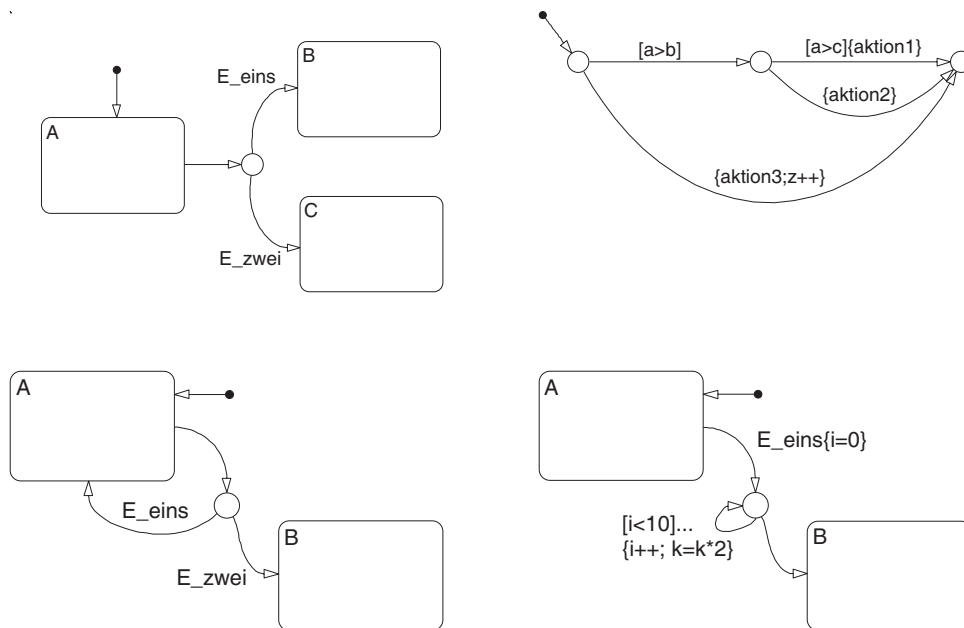 B
E_eins
A
C
E_zwei
[a>b]
[a>c]{aktion1}
{aktion2}
{aktion3;z++}
A
E_eins
E_zwei
B
A
E_eins{i=0}
[i<10]...
{i++; k=k*2}
B